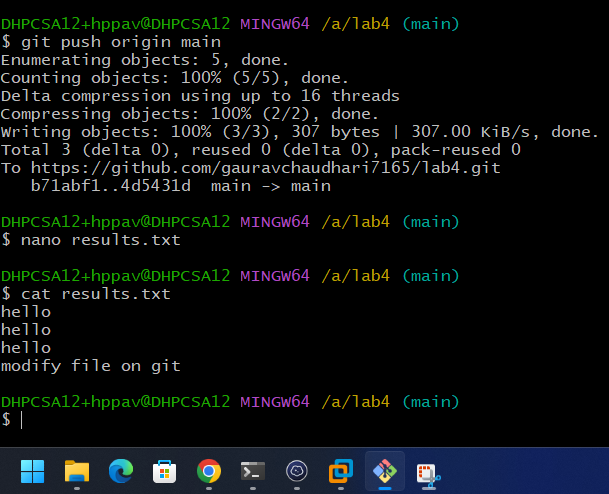 DHPCSA12+hppav@DHPCSA12 MINGW64 /a/lab4 (main)
$ git push origin main
Enumerating objects: 5, done.
Counting objects: 100% (5/5), done.
Delta compression using up to 16 threads
Compressing objects: 100% (2/2), done.
Writing objects: 100% (3/3), 307 bytes | 307.00 KiB/s, done.
Total 3 (delta 0), reused 0 (delta 0), pack-reused 0
To https://github.com/gauravchaudhari7165/lab4.git
   b71abf1..4d5431d  main -> main
DHPCSA12+hppav@DHPCSA12 MINGW64 /a/lab4 (main)
$ nano results.txt
DHPCSA12+hppav@DHPCSA12 MINGW64 /a/lab4 (main)
$ cat results.txt
hello
hello
hello
modify file on git
DHPCSA12+hppav@DHPCSA12 MINGW64 /a/lab4 (main)
$